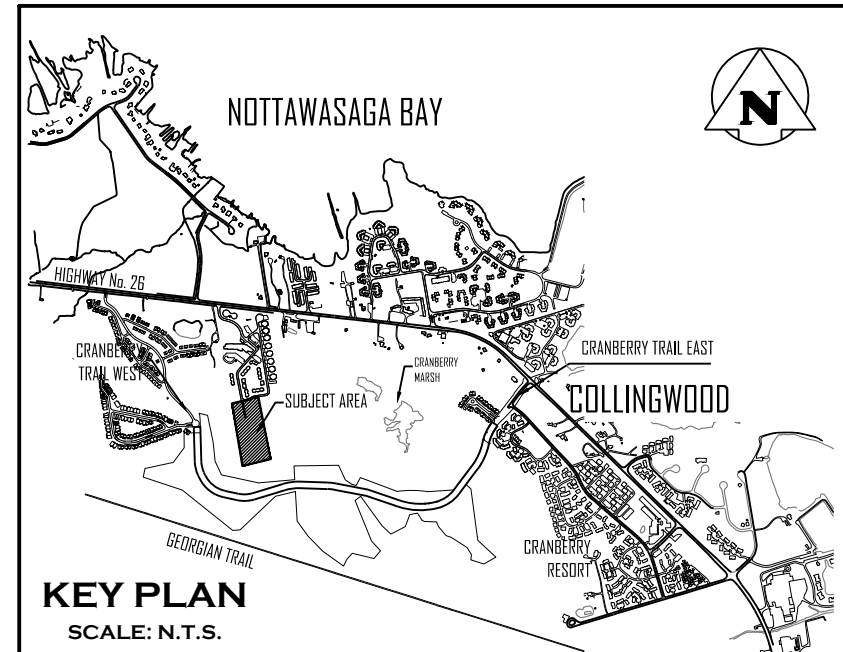 NOTTAWASAGA BAY
N
HIGHWAY No. 26
CRANBERRY
TRAIL WEST
CRANBERRY
MARSH
CRANBERRY TRAIL EAST
SUBJECT AREA
COLLINGWOOD
GEORGIAN TRAIL
CRANBERRY
RESORT
KEY PLAN
SCALE: N.T.S.